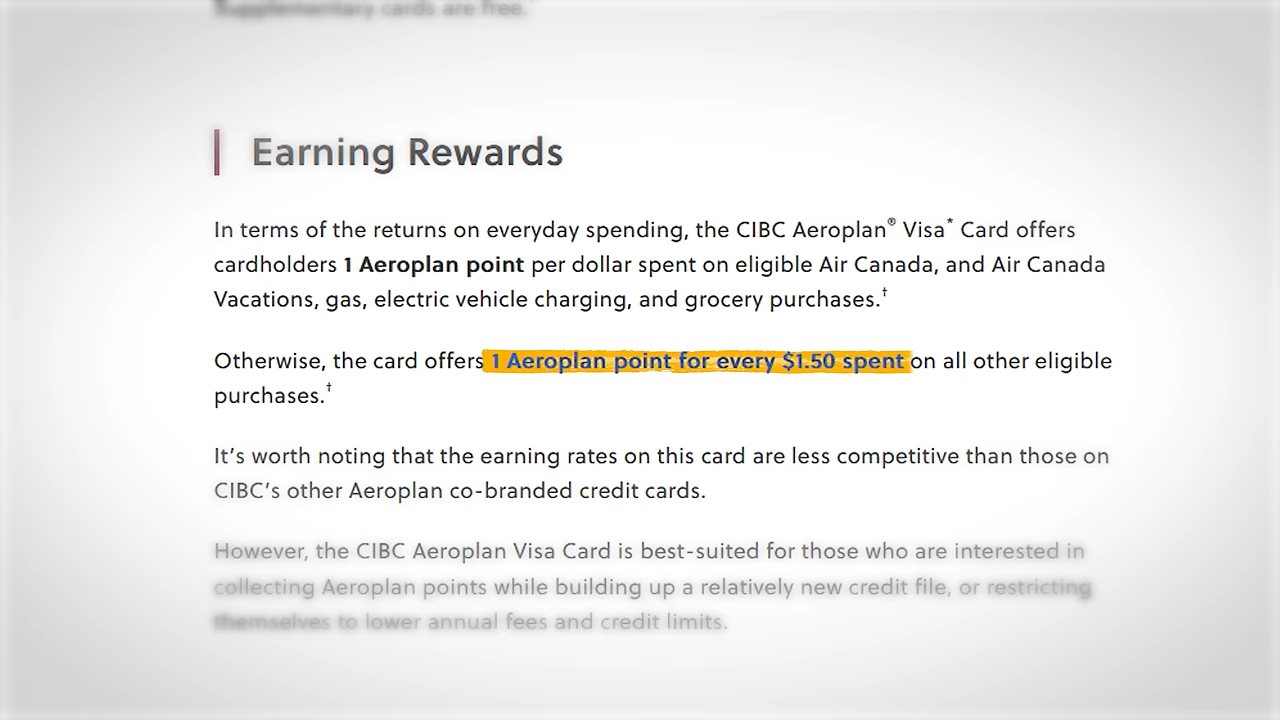 Supplementary cards are free.
Earning Rewards
In terms of the returns on everyday spending, the CIBC Aeroplan® Visa* Card offers
cardholders 1 Aeroplan point per dollar spent on eligible Air Canada, and Air Canada
Vacations, gas, electric vehicle charging, and grocery purchases.†
Otherwise, the card offers 1 Aeroplan point for every $1.50 spent on all other eligible
purchases.†
It's worth noting that the earning rates on this card are less competitive than those on
CIBC's other Aeroplan co-branded credit cards.
However, the CIBC Aeroplan Visa Card is best-suited for those who are interested in
collecting Aeroplan points while building up a relatively new credit file, or restricting
themselves to lower annual fees and credit limits.